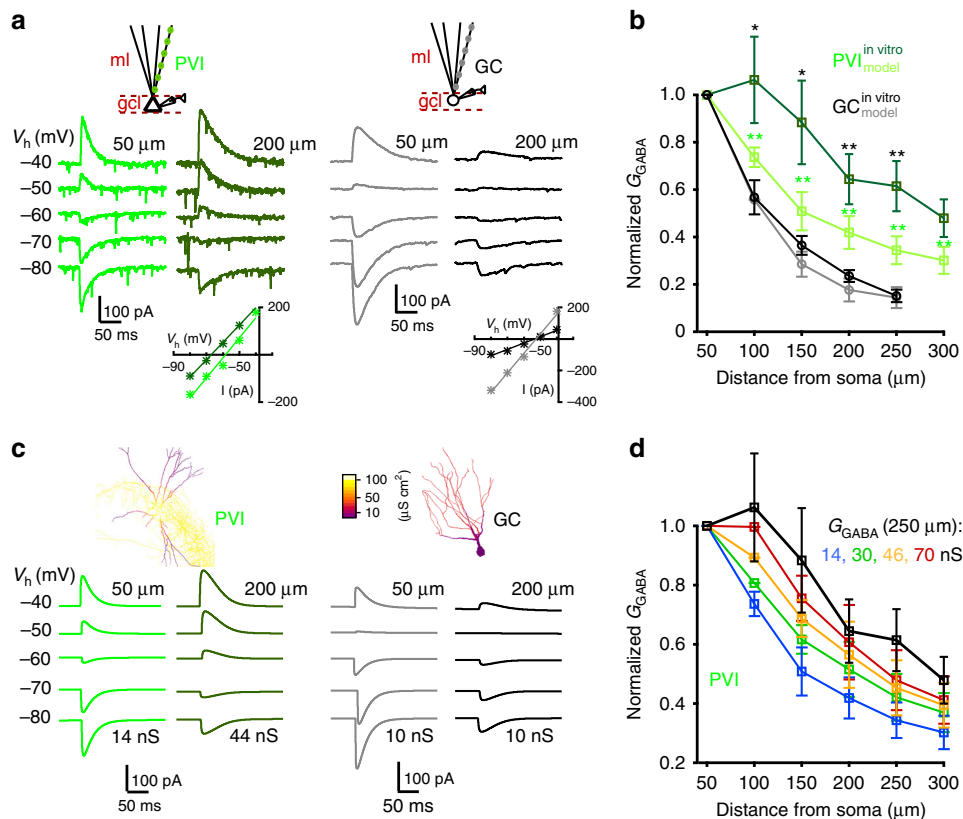 a
ml
PVI
gcl
ml
GC
gcl
Vh (mV)
50 µm
200 µm
50 µm
200 µm
−40
−50
−60
−70
−80
100 pA
50 ms
100 pA
50 ms
Vh (mV)
200
−90
−50
I (pA)
−200
Vh (mV)
200
−90
−50
−200
I (pA)
−400
b
PVI in vitro
model
GC in vitro
model
* * ** **
** ** ** ** **
Normalized GGABA
1.0
0.8
0.6
0.4
0.2
0
50 100 150 200 250 300
Distance from soma (µm)
c
PVI
100
50
10
(µS cm²)
GC
Vh (mV)
50 µm
200 µm
50 µm
200 µm
−40
−50
−60
−70
−80
14 nS
44 nS
10 nS
10 nS
100 pA
50 ms
100 pA
50 ms
d
GGABA (250 µm):
14, 30, 46, 70 nS
Normalized GGABA
1.0
0.8
0.6
0.4
0.2
PVI
50 100 150 200 250 300
Distance from soma (µm)